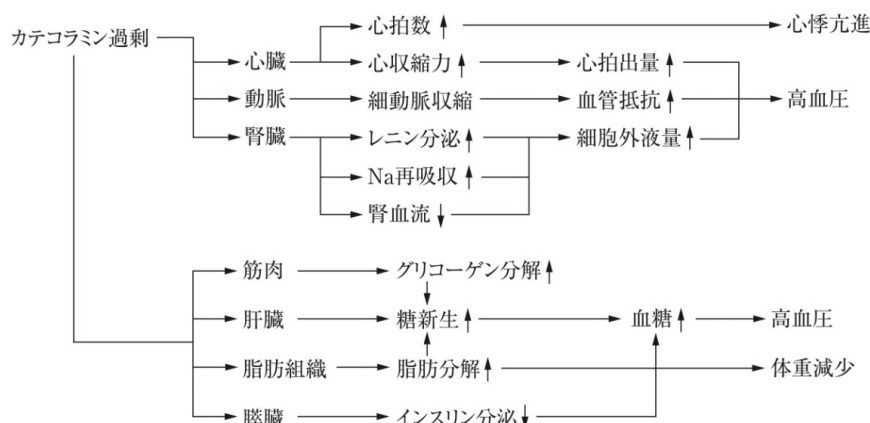 心拍数↑ 心悸亢進
カテコラミン過剰
心臓 心収縮力↑ 心拍出量↑
動脈 細動脈収縮 血管抵抗↑ 高血圧
腎臓 レニン分泌↑ 細胞外液量↑
Na再吸収↑
腎血流↓
筋肉 グリコーゲン分解↑
肝臓 糖新生↑ 血糖↑ 高血圧
脂肪組織 脂肪分解↑ 体重減少
膵臓 インスリン分泌↓